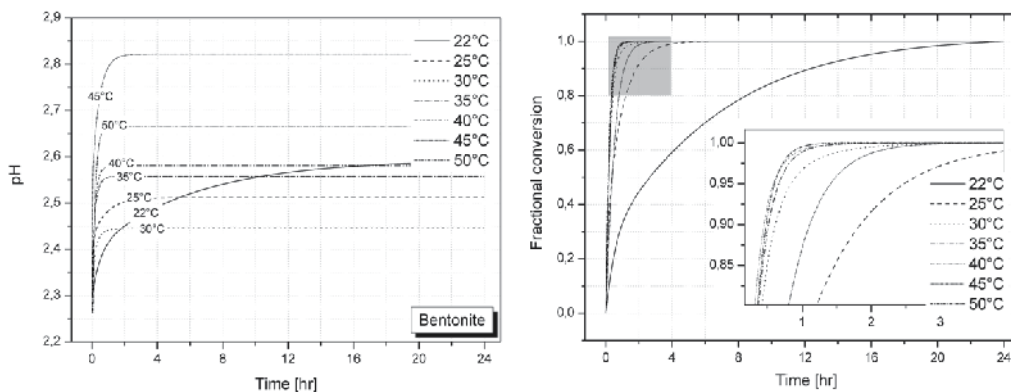 2,9
2,8
2,7
2,6
2,5
2,4
2,3
2,2
pH
0
4
8
12
16
20
24
Time [hr]
45°C
50°C
40°C
35°C
25°C
22°C
30°C
22°C
25°C
30°C
35°C
40°C
45°C
50°C
Bentonite
1,0
0,8
0,6
0,4
0,2
0,0
Fractional conversion
0
4
8
12
16
20
24
Time [hr]
1.00
0,95
0,90
0,85
1
2
3
22°C
25°C
30°C
35°C
40°C
45°C
50°C